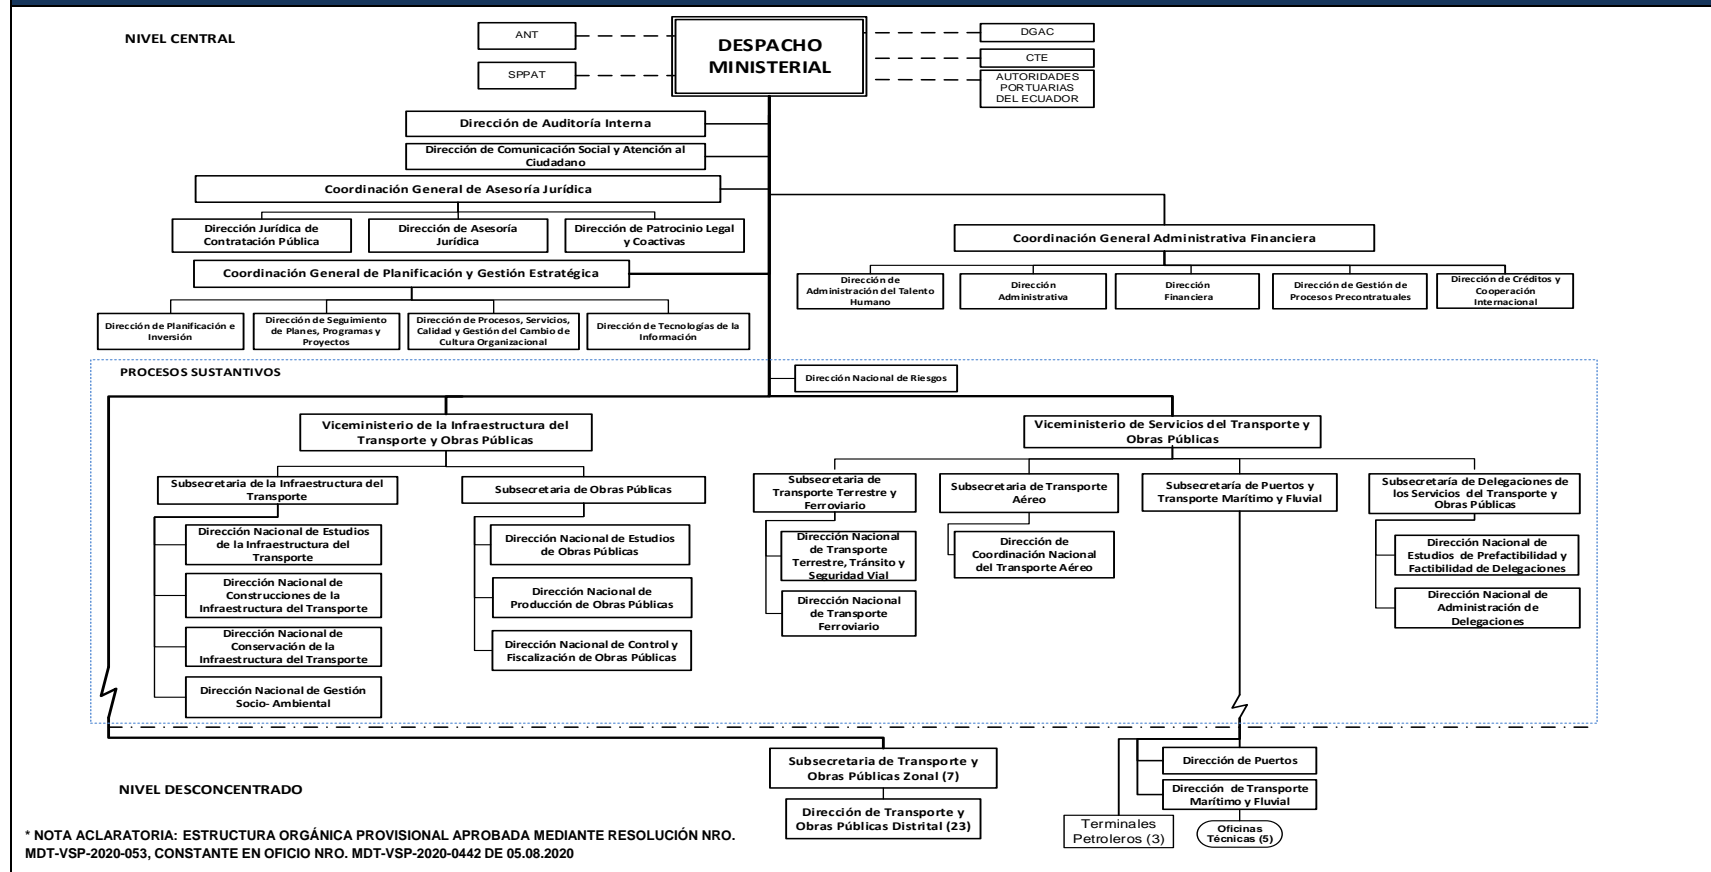 NIVEL CENTRAL
ANT
SPPAT
DESPACHO
MINISTERIAL
DGAC
CTE
AUTORIDADES
PORTUARIAS
DEL ECUADOR
Dirección de Auditoría Interna
Dirección de Comunicación Social y Atención al
Ciudadano
Coordinación General de Asesoría Jurídica
Dirección Jurídica de
Contratación Pública
Dirección de Asesoría
Jurídica
Dirección de Patrocinio Legal
y Coactivas
Coordinación General Administrativa Financiera
Coordinación General de Planificación y Gestión Estratégica
Dirección de
Administración del Talento
Humano
Dirección
Administrativa
Dirección
Financiera
Dirección de Gestión de
Procesos Precontratuales
Dirección de Créditos y
Cooperación
Internacional
Dirección de Planificación e
Inversión
Dirección de Seguimiento
de Planes, Programas y
Proyectos
Dirección de Procesos, Servicios,
Calidad y Gestión del Cambio de
Cultura Organizacional
Dirección de Tecnologías de la
Información
PROCESOS SUSTANTIVOS
Dirección Nacional de Riesgos
Viceministerio de la Infraestructura del
Transporte y Obras Públicas
Viceministerio de Servicios del Transporte y
Obras Públicas
Subsecretaria de la Infraestructura del
Transporte
Subsecretaria de Obras Públicas
Subsecretaria de
Transporte Terrestre y
Ferroviario
Subsecretaria de Transporte
Aéreo
Subsecretaría de Puertos y
Transporte Marítimo y Fluvial
Subsecretaría de Delegaciones de
los Servicios del Transporte y
Obras Públicas
Dirección Nacional de Estudios
de la Infraestructura del
Transporte
Dirección Nacional de
Construcciones de la
Infraestructura del Transporte
Dirección Nacional de
Conservación de la
Infraestructura del Transporte
Dirección Nacional de Gestión
Socio- Ambiental
Dirección Nacional de Estudios
de Obras Públicas
Dirección Nacional de
Producción de Obras Públicas
Dirección Nacional de Control y
Fiscalización de Obras Públicas
Dirección Nacional
de Transporte
Terrestre, Tránsito y
Seguridad Vial
Dirección Nacional
de Transporte
Ferroviario
Dirección de
Coordinación Nacional
del Transporte Aéreo
Dirección Nacional de
Estudios de Prefactibilidad y
Factibilidad de Delegaciones
Dirección Nacional de
Administración de
Delegaciones
Subsecretaria de Transporte y
Obras Públicas Zonal (7)
Dirección de Transporte y
Obras Públicas Distrital (23)
Dirección de Puertos
Dirección de Transporte
Marítimo y Fluvial
Terminales
Petroleros (3)
Oficinas
Técnicas (5)
NIVEL DESCONCENTRADO
* NOTA ACLARATORIA: ESTRUCTURA ORGÁNICA PROVISIONAL APROBADA MEDIANTE RESOLUCIÓN NRO.
MDT-VSP-2020-053, CONSTANTE EN OFICIO NRO. MDT-VSP-2020-0442 DE 05.08.2020